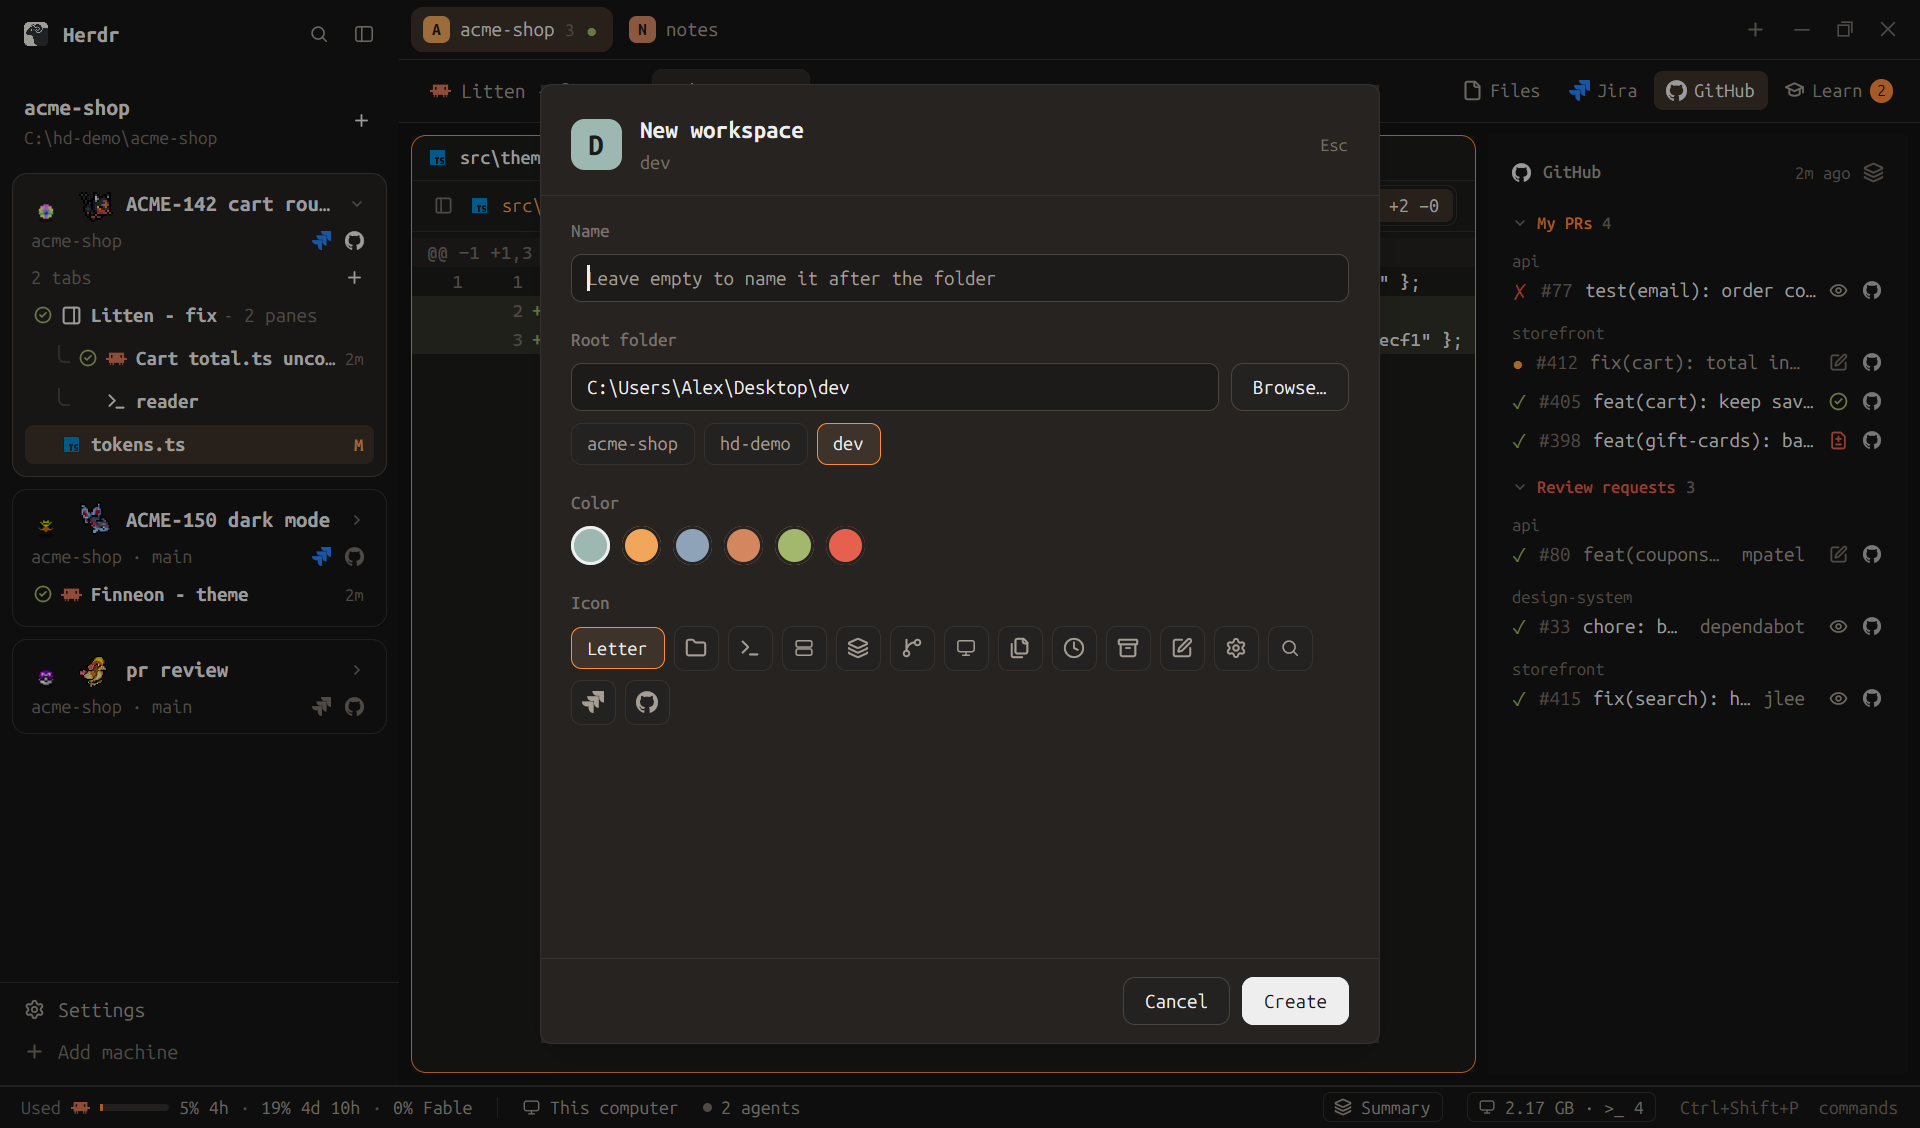 Herdr
A acme-shop 3
N notes
acme-shop
C:\hd-demo\acme-shop
ACME-142 cart rou…
acme-shop
2 tabs
Litten - fix - 2 panes
Cart total.ts unco… 2m
reader
TS tokens.ts M
ACME-150 dark mode
acme-shop · main
Finneon - theme 2m
pr review
acme-shop · main
Settings
Add machine
Litten
Files
Jira
GitHub
Learn 2
TS src\them
TS src\
+2 −0
@@ −1 +1,3
1 1 " };
2 +
3 + ecf1" };
D
New workspace
dev
Esc
Name
Leave empty to name it after the folder
Root folder
C:\Users\Alex\Desktop\dev
Browse…
acme-shop hd-demo dev
Color
Icon
Letter
Cancel Create
GitHub 2m ago
My PRs 4
api
#77 test(email): order co…
storefront
#412 fix(cart): total in…
#405 feat(cart): keep sav…
#398 feat(gift-cards): ba…
Review requests 3
api
#80 feat(coupons… mpatel
design-system
#33 chore: b… dependabot
storefront
#415 fix(search): h… jlee
Used 5% 4h · 19% 4d 10h · 0% Fable
This computer
2 agents
Summary
2.17 GB · >_ 4
Ctrl+Shift+P commands